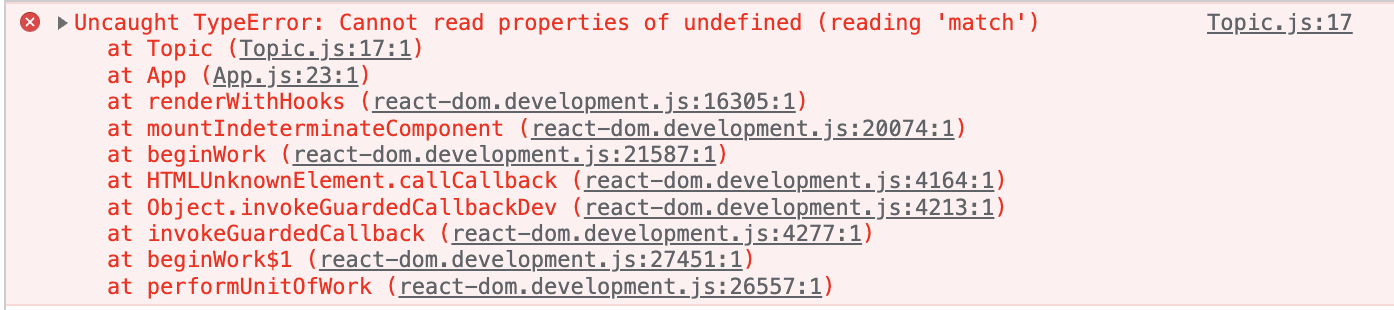 Uncaught TypeError: Cannot read properties of undefined (reading 'match') Topic.js:17
at Topic (Topic.js:17:1)
at App (App.js:23:1)
at renderWithHooks (react-dom.development.js:16305:1)
at mountIndeterminateComponent (react-dom.development.js:20074:1)
at beginWork (react-dom.development.js:21587:1)
at HTMLUnknownElement.callCallback (react-dom.development.js:4164:1)
at Object.invokeGuardedCallbackDev (react-dom.development.js:4213:1)
at invokeGuardedCallback (react-dom.development.js:4277:1)
at beginWork$1 (react-dom.development.js:27451:1)
at performUnitOfWork (react-dom.development.js:26557:1)